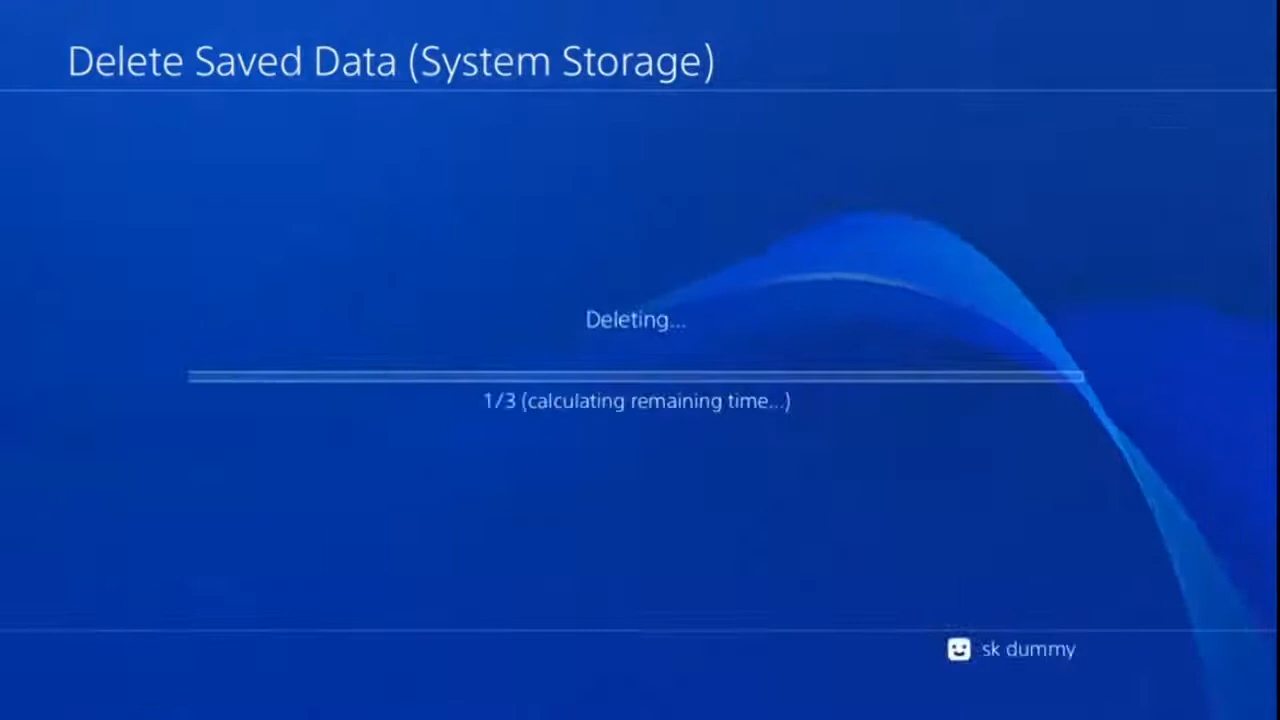 Delete Saved Data (System Storage)
Deleting...
1/3 (calculating remaining time...)
sk dummy